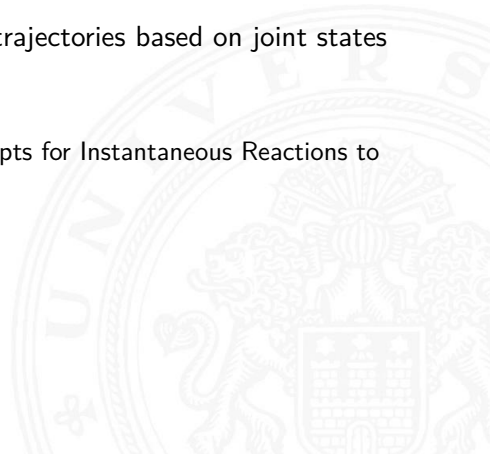 trajectories based on joint states
pts for Instantaneous Reactions to
U N I V E R S